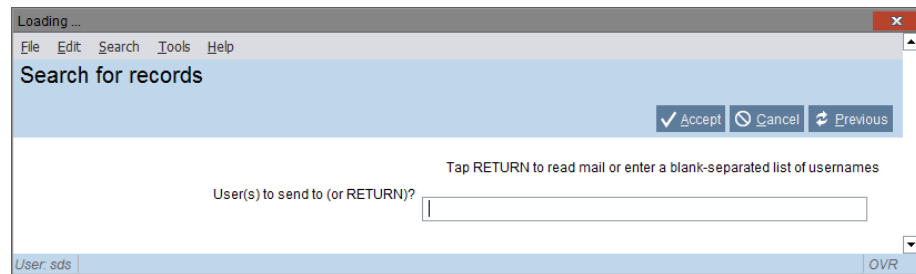 Loading ...
File Edit Search Tools Help
Search for records
Accept Cancel Previous
Tap RETURN to read mail or enter a blank-separated list of usernames
User(s) to send to (or RETURN)?
User: sds OVR